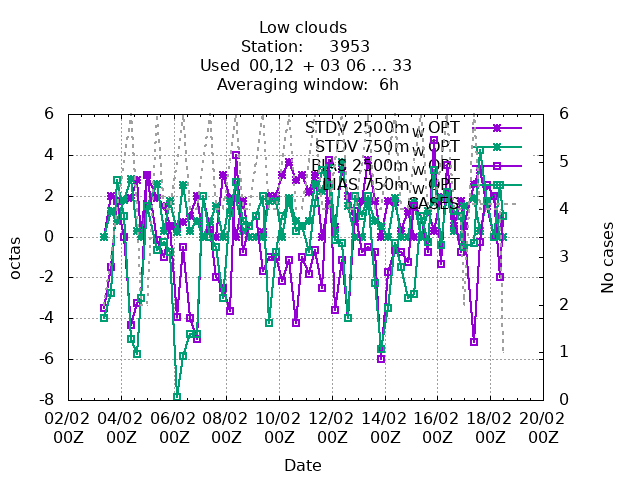 Low clouds
Station: 3953
Used 00,12 + 03 06 ... 33
Averaging window: 6h
STDV 2500m_W_OPT
STDV 750m_W_OPT
BIAS 2500m_W_OPT
BIAS 750m_W_OPT
CASES
6
4
2
0
-2
-4
-6
-8
octas
6
5
4
3
2
1
0
No cases
02/02 04/02 06/02 08/02 10/02 12/02 14/02 16/02 18/02 20/02
00Z 00Z 00Z 00Z 00Z 00Z 00Z 00Z 00Z 00Z
Date